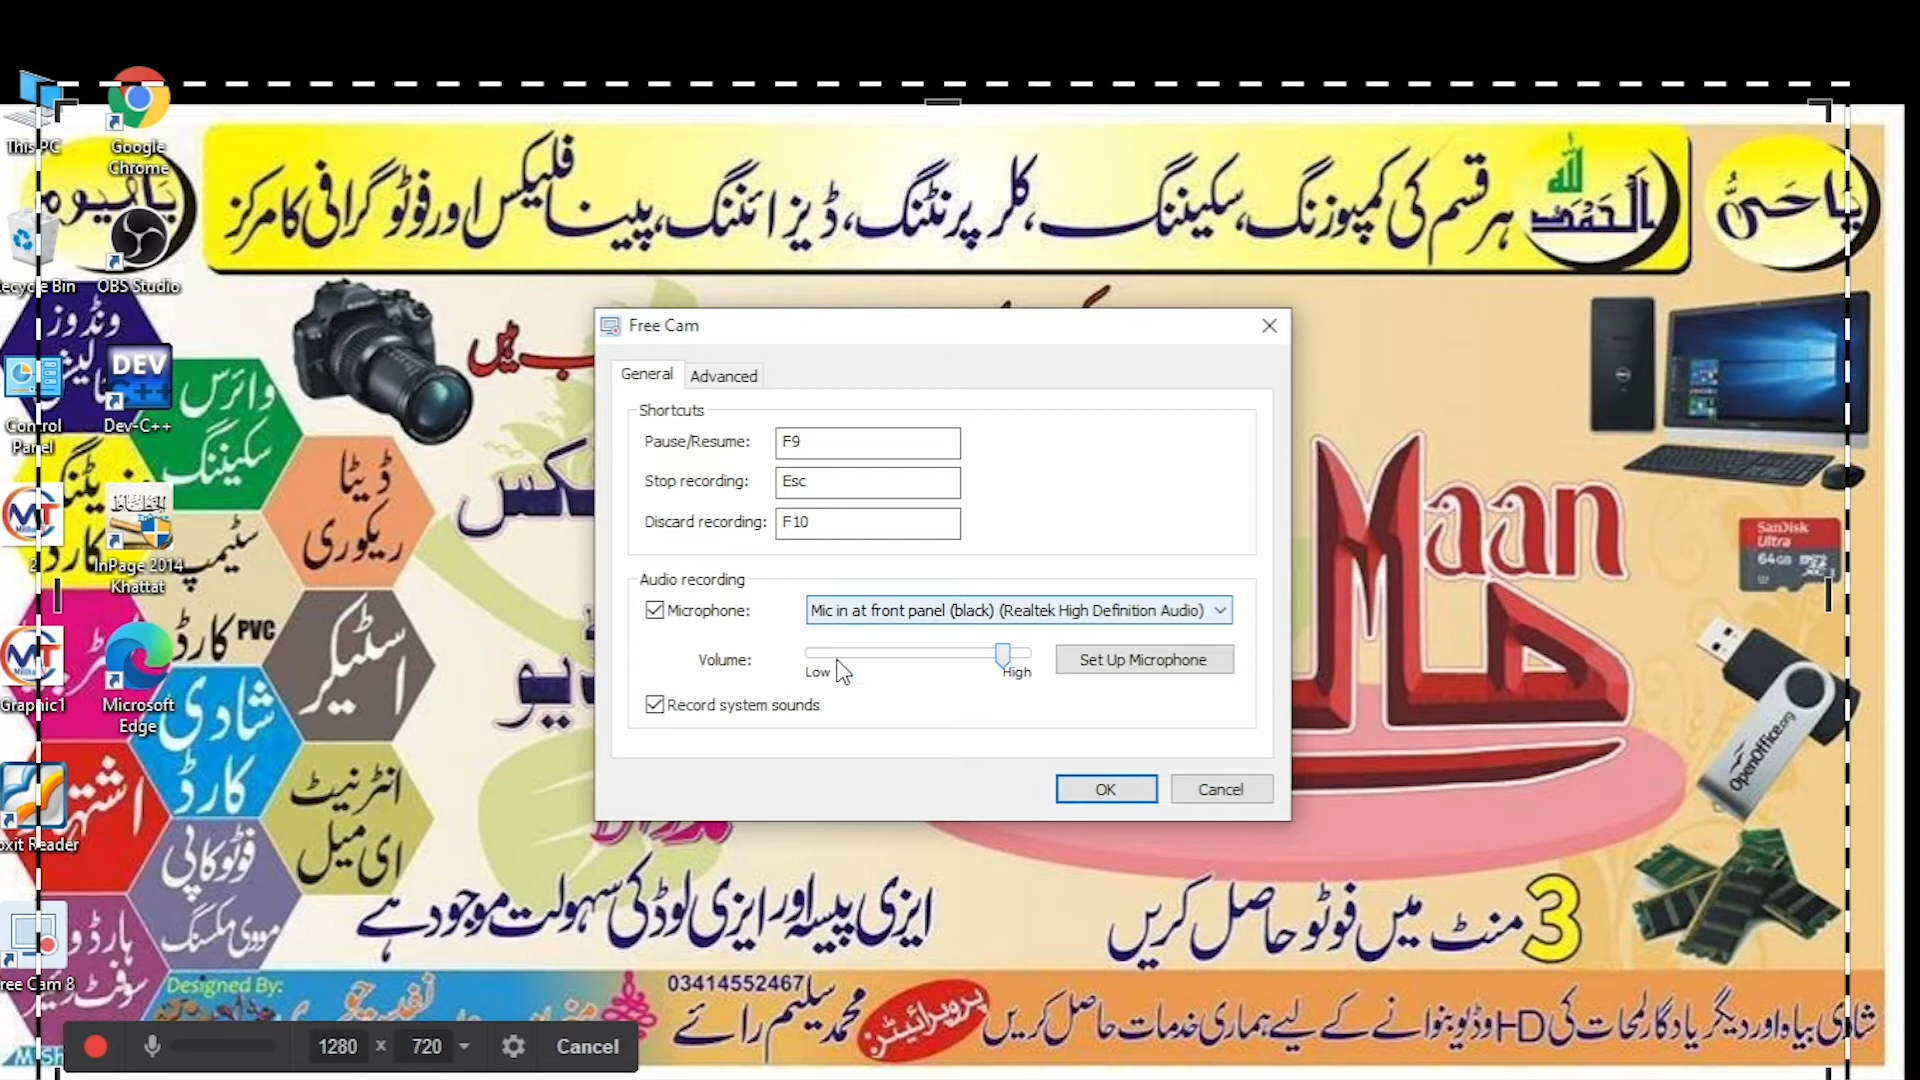 This PC
Google Chrome
Recycle Bin
OBS Studio
Control Panel
Dev-C++
InPage 2014 Khattat
Graphic1
Microsoft Edge
Foxit Reader
Free Cam 8
یا حَیُّ
اَلْحَمْدُ
اللہ
ہر قسم کی کمپوزنگ، سکیننگ، کلر پرنٹنگ، ڈیزائننگ، پینا فلیکس اور فوٹو گرافی کا مرکز
وائرس سکیننگ
ڈیٹا ریکوری
PVC کارڈ
اسٹیکر
شادی کارڈ
انٹرنیٹ ای میل
فوٹو کاپی
مووی مکسنگ
DEV
C++
Maan
SanDisk
Ultra
64GB
OpenOffice.org
Free Cam
General
Advanced
Shortcuts
Pause/Resume: F9
Stop recording: Esc
Discard recording: F10
Audio recording
Microphone: Mic in at front panel (black) (Realtek High Definition Audio)
Volume:
Low
High
Set Up Microphone
Record system sounds
OK
Cancel
ایزی پیسہ اور ایزی لوڈ کی سہولت موجود ہے
3 منٹ میں فوٹو حاصل کریں
Designed By:
03414552467
محمد سلیم رائے
پروپرائیٹر
شادی بیاہ اور دیگر یادگار لمحات کی HD وڈیو بنوانے کے لیے ہماری خدمات حاصل کریں
1280 x 720
Cancel